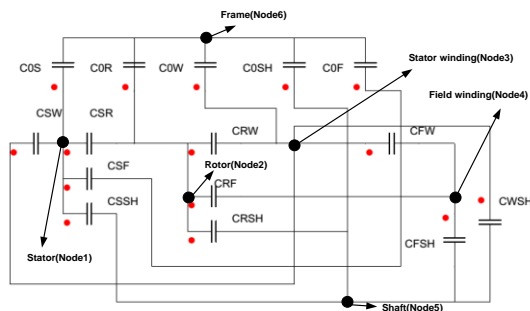 Frame(Node6)
C0S
C0R
C0W
C0SH
C0F
Stator winding(Node3)
Field winding(Node4)
CSW
CSR
CRW
CFW
CSF
Rotor(Node2)
CRF
CSSH
CRSH
CFSH
CWSH
Stator(Node1)
Shaft(Node5)